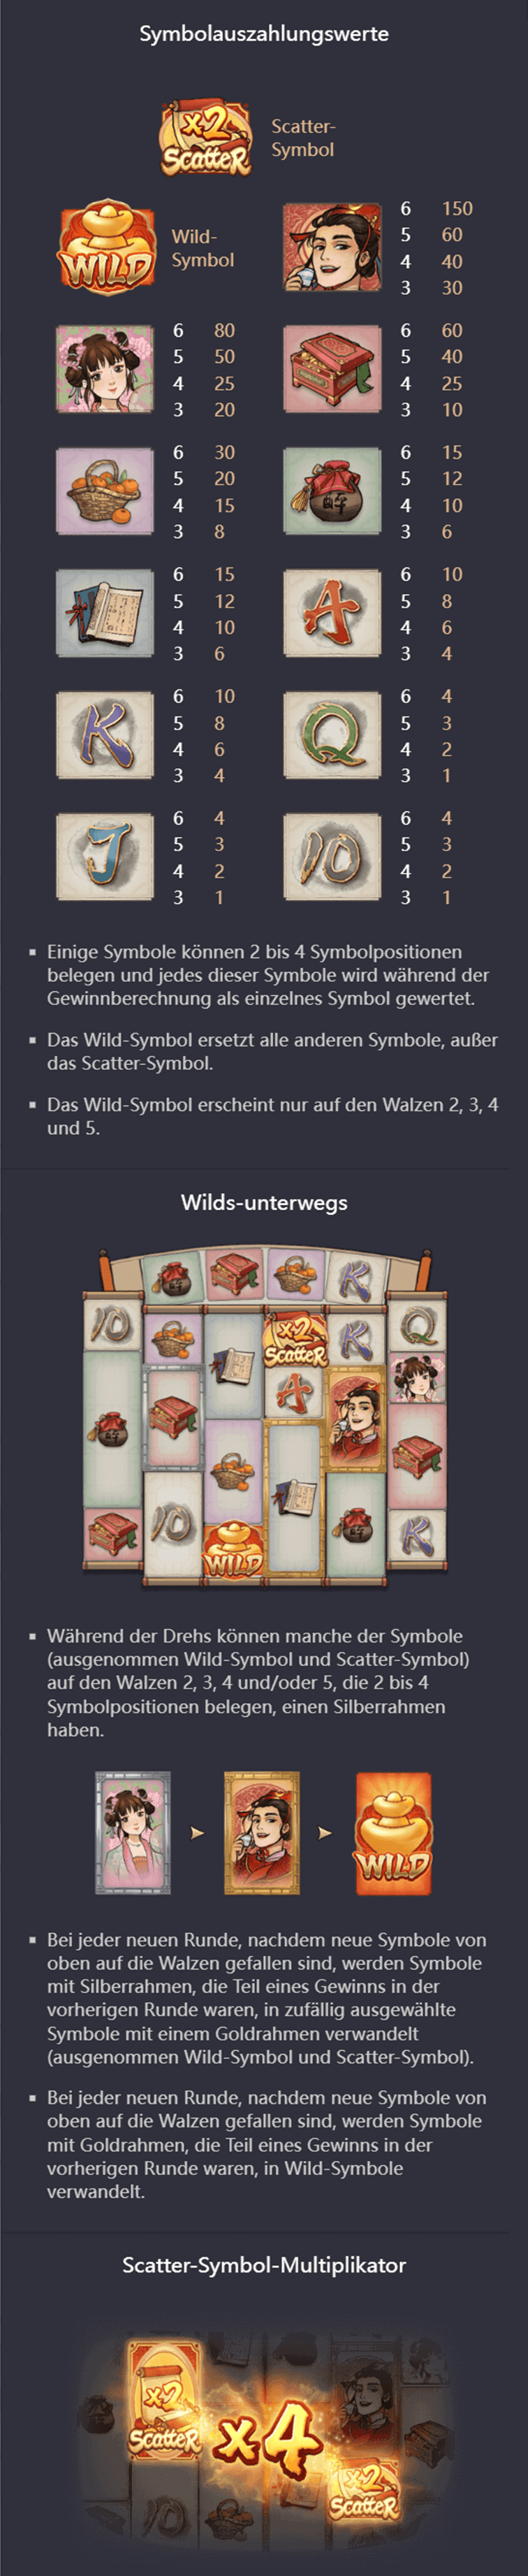 Symbolauszahlungswerte
x2
Scatter
Scatter-
Symbol
WILD
Wild-
Symbol
6 150
5 60
4 40
3 30
6 80
5 50
4 25
3 20
6 60
5 40
4 25
3 10
6 30
5 20
4 15
3 8
醉
6 15
5 12
4 10
3 6
6 15
5 12
4 10
3 6
A
6 10
5 8
4 6
3 4
K
6 10
5 8
4 6
3 4
Q
6 4
5 3
4 2
3 1
J
6 4
5 3
4 2
3 1
10
6 4
5 3
4 2
3 1
▪ Einige Symbole können 2 bis 4 Symbolpositionen
belegen und jedes dieser Symbole wird während der
Gewinnberechnung als einzelnes Symbol gewertet.
▪ Das Wild-Symbol ersetzt alle anderen Symbole, außer
das Scatter-Symbol.
▪ Das Wild-Symbol erscheint nur auf den Walzen 2, 3, 4
und 5.
Wilds-unterwegs
K
10
x2
Scatter
K
Q
A
醉
10
WILD
醉
K
▪ Während der Drehs können manche der Symbole
(ausgenommen Wild-Symbol und Scatter-Symbol)
auf den Walzen 2, 3, 4 und/oder 5, die 2 bis 4
Symbolpositionen belegen, einen Silberrahmen
haben.
WILD
▪ Bei jeder neuen Runde, nachdem neue Symbole von
oben auf die Walzen gefallen sind, werden Symbole
mit Silberrahmen, die Teil eines Gewinns in der
vorherigen Runde waren, in zufällig ausgewählte
Symbole mit einem Goldrahmen verwandelt
(ausgenommen Wild-Symbol und Scatter-Symbol).
▪ Bei jeder neuen Runde, nachdem neue Symbole von
oben auf die Walzen gefallen sind, werden Symbole
mit Goldrahmen, die Teil eines Gewinns in der
vorherigen Runde waren, in Wild-Symbole
verwandelt.
Scatter-Symbol-Multiplikator
x2
Scatter
x4
x2
Scatter
10